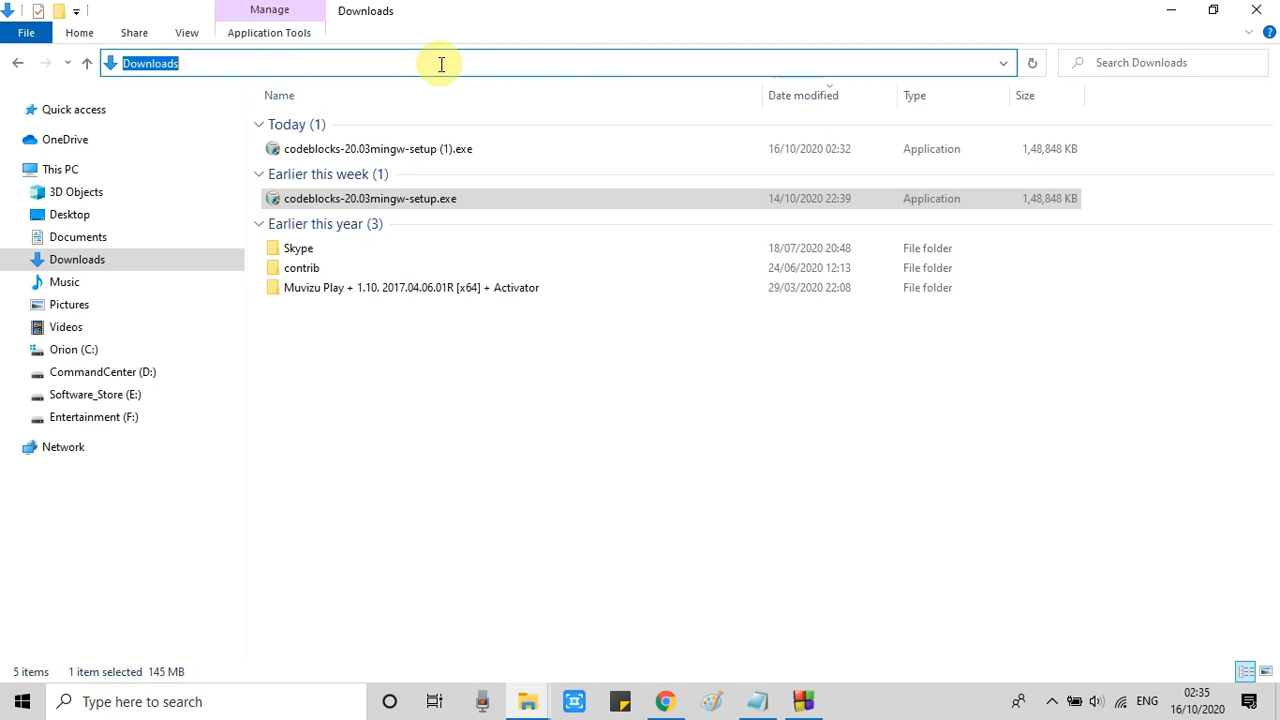 Manage
Downloads
File
Home
Share
View
Application Tools
Downloads
Search Downloads
Name
Date modified
Type
Size
Quick access
OneDrive
This PC
3D Objects
Desktop
Documents
Downloads
Music
Pictures
Videos
Orion (C:)
CommandCenter (D:)
Software_Store (E:)
Entertainment (F:)
Network
Today (1)
codeblocks-20.03mingw-setup (1).exe 16/10/2020 02:32 Application 1,48,848 KB
Earlier this week (1)
codeblocks-20.03mingw-setup.exe 14/10/2020 22:39 Application 1,48,848 KB
Earlier this year (3)
Skype 18/07/2020 20:48 File folder
contrib 24/06/2020 12:13 File folder
Muvizu Play + 1.10. 2017.04.06.01R [x64] + Activator 29/03/2020 22:08 File folder
5 items 1 item selected 145 MB
Type here to search
ENG
02:35
16/10/2020